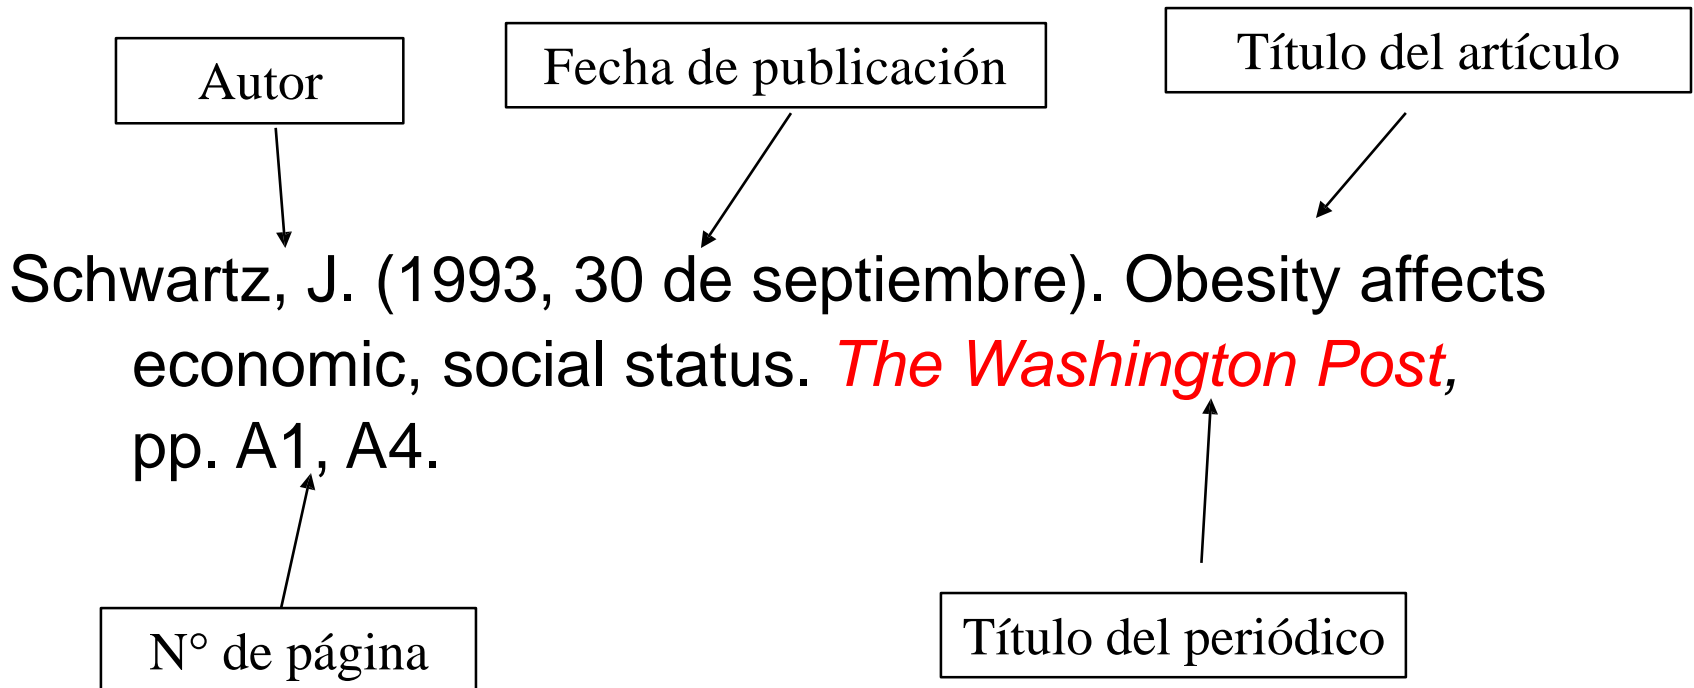 Autor
Fecha de publicación
Título del artículo
Schwartz, J. (1993, 30 de septiembre). Obesity affects
economic, social status. The Washington Post,
pp. A1, A4.
N° de página
Título del periódico